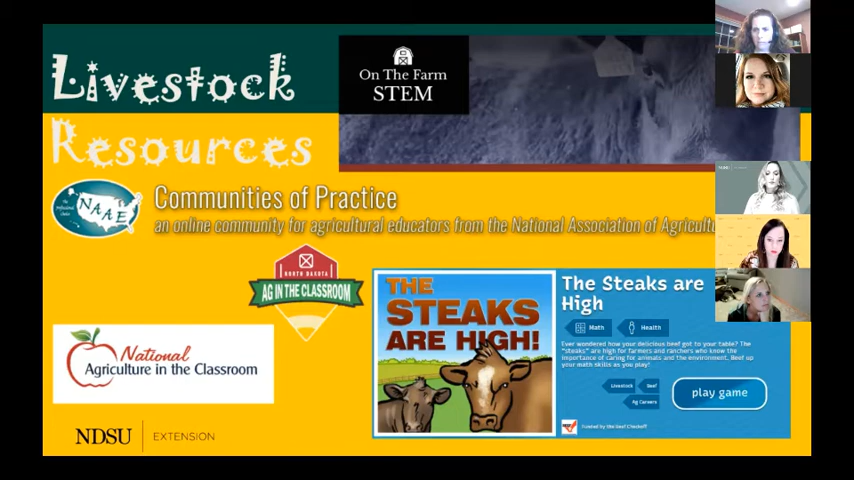 Livestock
Resources
On The Farm
STEM
NAAE
Communities of Practice
an online community for agricultural educators from the National Association of Agricultu
NORTH DAKOTA
AG IN THE CLASSROOM
National
Agriculture in the Classroom
NDSU EXTENSION
THE
STEAKS
ARE HIGH!
The Steaks are
High
Math
Health
Ever wondered how your delicious beef got to your table? The
"steaks" are high for farmers and ranchers who know the
importance of caring for animals and the environment. Beef up
your math skills as you play!
Livestock
Beef
Ag Careers
play game
Funded by the Beef Checkoff